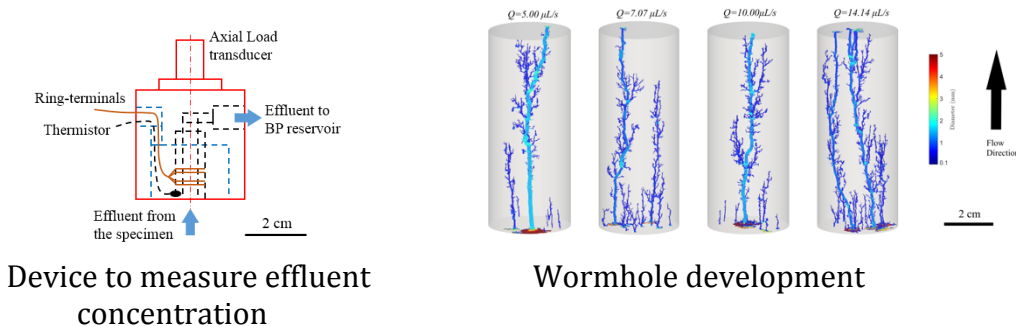 Axial Load
transducer
Ring-terminals
Thermistor
Effluent to
BP reservoir
Effluent from
the specimen
2 cm
Device to measure effluent
concentration
Q=5.00 μL/s
Q=7.07 μL/s
Q=10.00μL/s
Q=14.14 μL/s
5
4
3
2
1
0.1
Diameter (mm)
Flow
Direction
2 cm
Wormhole development